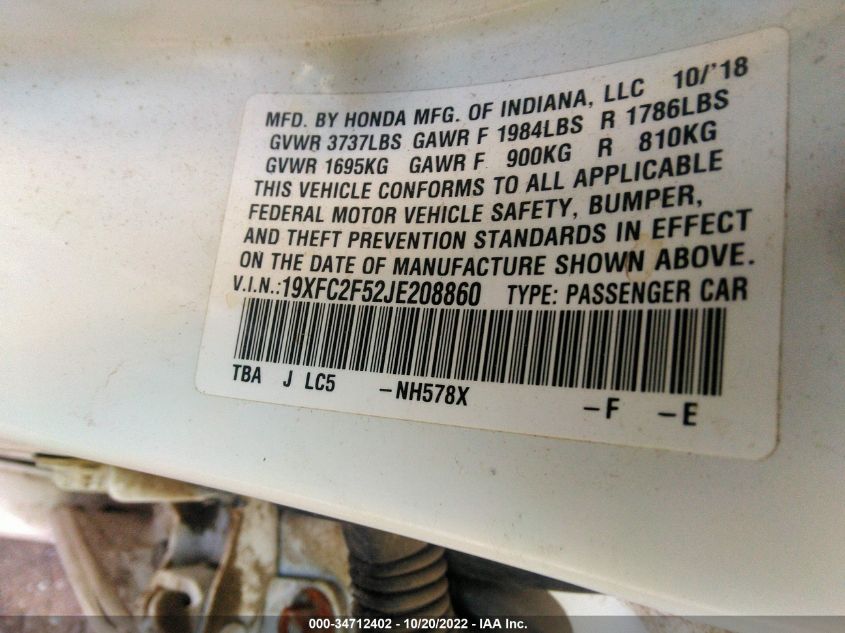 MFD. BY HONDA MFG. OF INDIANA, LLC 10/'18
GVWR 3737LBS GAWR F 1984LBS R 1786LBS
GVWR 1695KG GAWR F 900KG R 810KG
THIS VEHICLE CONFORMS TO ALL APPLICABLE
FEDERAL MOTOR VEHICLE SAFETY, BUMPER,
AND THEFT PREVENTION STANDARDS IN EFFECT
ON THE DATE OF MANUFACTURE SHOWN ABOVE.
V.I.N.:19XFC2F52JE208860 TYPE: PASSENGER CAR
TBA J LC5 -NH578X -F -E
000-34712402 - 10/20/2022 - IAA Inc.